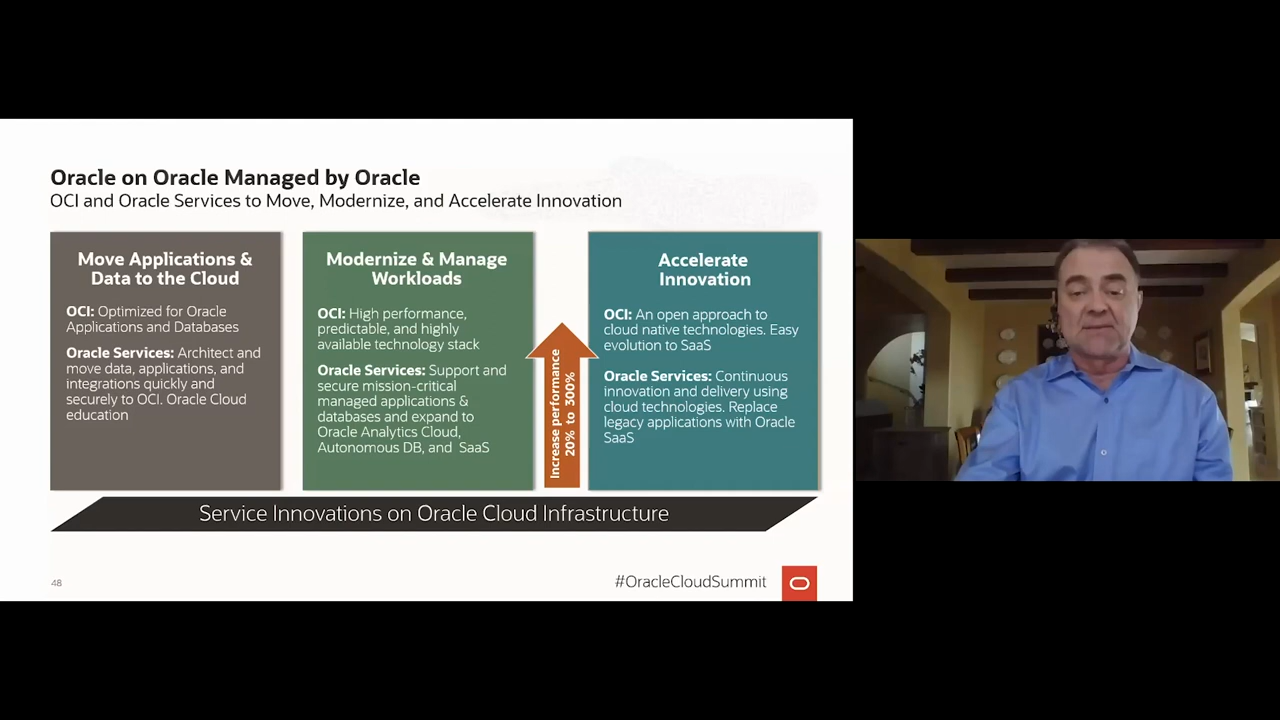 Oracle on Oracle Managed by Oracle
OCI and Oracle Services to Move, Modernize, and Accelerate Innovation
Move Applications &
Data to the Cloud
OCI: Optimized for Oracle
Applications and Databases
Oracle Services: Architect and
move data, applications, and
integrations quickly and
securely to OCI. Oracle Cloud
education
Modernize & Manage
Workloads
OCI: High performance,
predictable, and highly
available technology stack
Oracle Services: Support and
secure mission-critical
managed applications &
databases and expand to
Oracle Analytics Cloud,
Autonomous DB, and SaaS
Increase performance
20% to 300%
Accelerate
Innovation
OCI: An open approach to
cloud native technologies. Easy
evolution to SaaS
Oracle Services: Continuous
innovation and delivery using
cloud technologies. Replace
legacy applications with Oracle
SaaS
Service Innovations on Oracle Cloud Infrastructure
48
#OracleCloudSummit